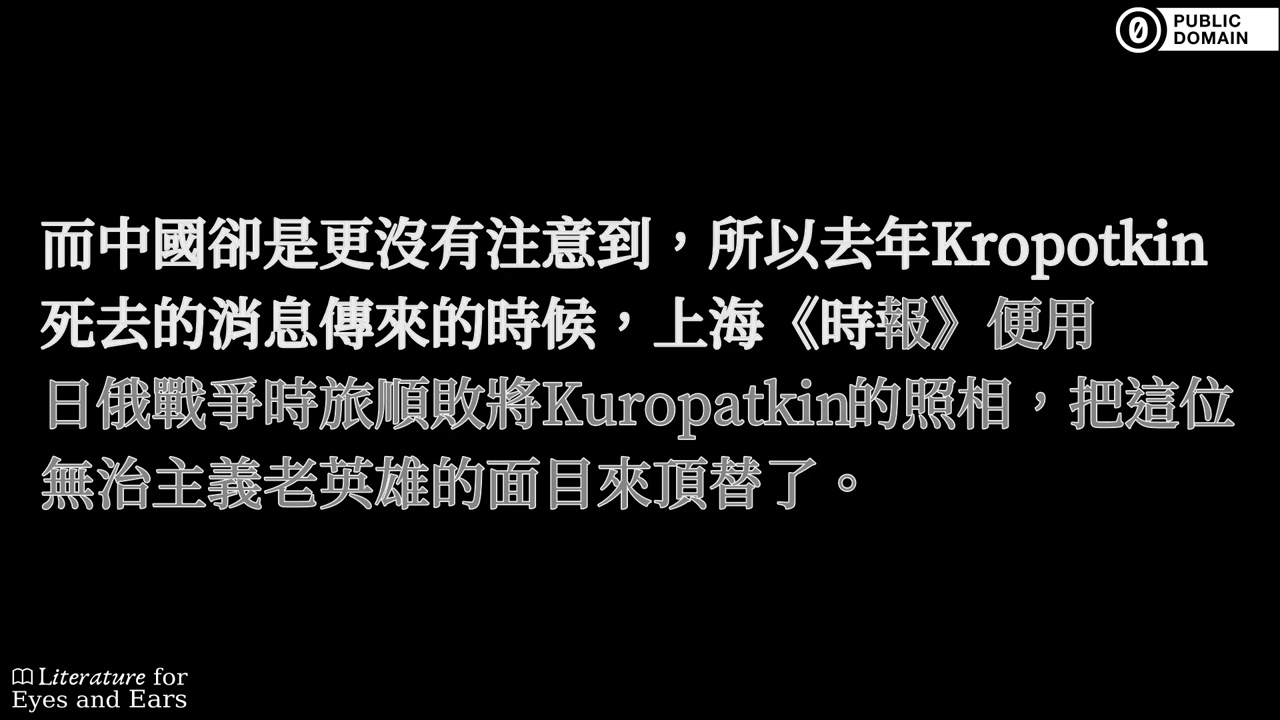 PUBLIC
DOMAIN
而中國卻是更沒有注意到，所以去年Kropotkin
死去的消息傳來的時候，上海《時報》便用
日俄戰爭時旅順敗將Kuropatkin的照相，把這位
無治主義老英雄的面目來頂替了。
Literature for
Eyes and Ears